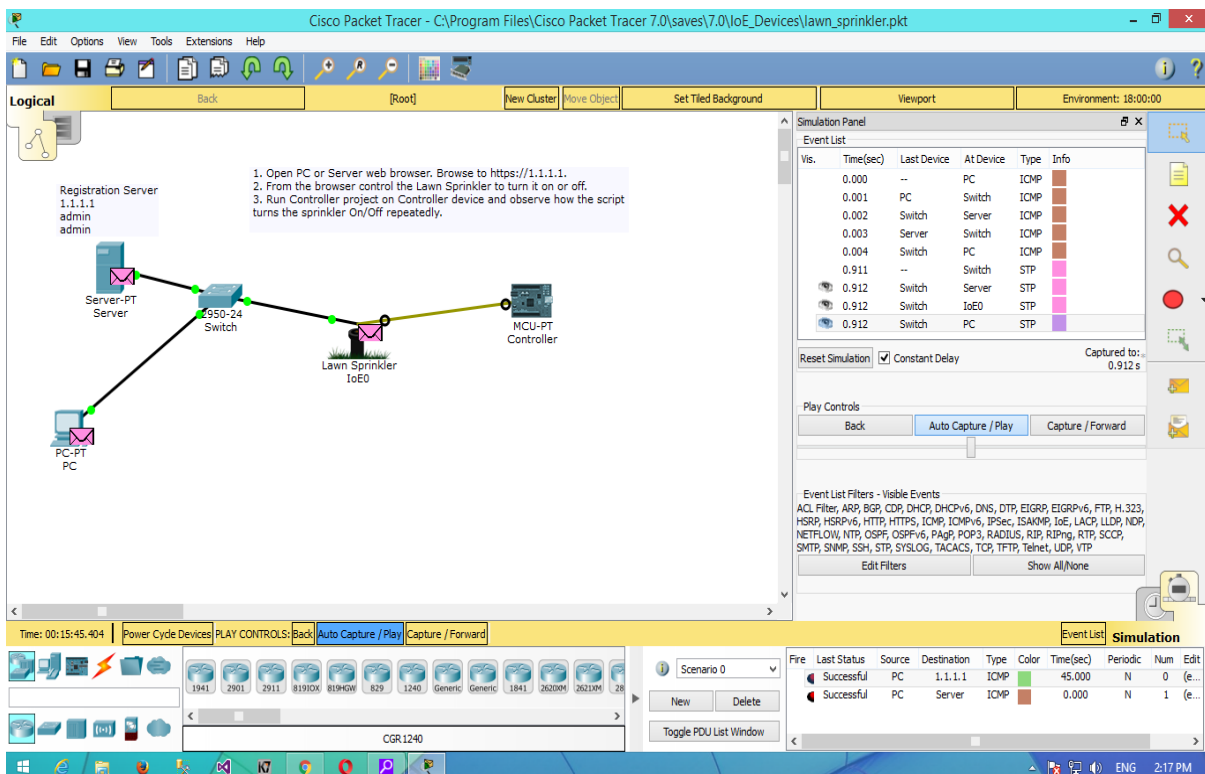 Cisco Packet Tracer - C:\Program Files\Cisco Packet Tracer 7.0\saves\7.0\IoE_Devices\lawn_sprinkler.pkt
File Edit Options View Tools Extensions Help
Logical Back [Root] New Cluster Move Object Set Tiled Background Viewport Environment: 18:00:00
Registration Server
1.1.1.1
admin
admin
1. Open PC or Server web browser. Browse to https://1.1.1.1.
2. From the browser control the Lawn Sprinkler to turn it on or off.
3. Run Controller project on Controller device and observe how the script
turns the sprinkler On/Off repeatedly.
Server-PT
Server
2950-24
Switch
Lawn Sprinkler
IoE0
MCU-PT
Controller
PC-PT
PC
Simulation Panel
Event List
Vis. Time(sec) Last Device At Device Type Info
0.000 -- PC ICMP
0.001 PC Switch ICMP
0.002 Switch Server ICMP
0.003 Server Switch ICMP
0.004 Switch PC ICMP
0.911 -- Switch STP
0.912 Switch Server STP
0.912 Switch IoE0 STP
0.912 Switch PC STP
Reset Simulation Constant Delay Captured to:
0.912 s
Play Controls
Back Auto Capture / Play Capture / Forward
Event List Filters - Visible Events
ACL Filter, ARP, BGP, CDP, DHCP, DHCPv6, DNS, DTP, EIGRP, EIGRPv6, FTP, H.323,
HSRP, HSRPv6, HTTP, HTTPS, ICMP, ICMPv6, IPSec, ISAKMP, IoE, LACP, LLDP, NDP,
NETFLOW, NTP, OSPF, OSPFv6, PAgP, POP3, RADIUS, RIP, RIPng, RTP, SCCP,
SMTP, SNMP, SSH, STP, SYSLOG, TACACS, TCP, TFTP, Telnet, UDP, VTP
Edit Filters Show All/None
Time: 00:15:45.404 Power Cycle Devices PLAY CONTROLS: Back Auto Capture / Play Capture / Forward Event List Simulation
1941 2901 2911 819IOX 819HGW 829 1240 Generic Generic 1841 2620XM 2621XM 28
CGR1240
Scenario 0
New Delete
Toggle PDU List Window
Fire Last Status Source Destination Type Color Time(sec) Periodic Num Edit
Successful PC 1.1.1.1 ICMP 45.000 N 0 (e...
Successful PC Server ICMP 0.000 N 1 (e...
ENG 2:17 PM